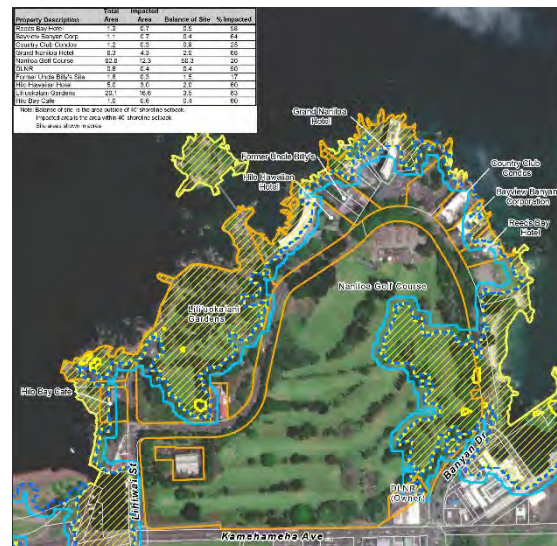 Property Description Total Area Impacted Area Balance of Site % Impacted
Reeds Bay Hotel 1.2 0.7 0.5 58
Bayview Banyan Corp. 1.1 0.7 0.4 64
Country Club Condos 1.2 0.3 0.9 25
Grand Naniloa Hotel 6.3 4.3 2.0 68
Naniloa Golf Course 62.6 12.3 50.3 20
DLNR 0.8 0.4 0.4 50
Former Uncle Billy's Site 1.8 0.3 1.5 17
Hilo Hawaiian Hotel 5.0 3.0 2.0 60
Liliuokalani Gardens 20.1 16.6 3.5 83
Hilo Bay Cafe 1.0 0.6 0.4 60
Note: Balance of site is the area outside of 40' shoreline setback.
Impacted area is the area within 40' shoreline setback.
Site areas shown in acres
Grand Naniloa
Hotel
Former Uncle Billy's
Hilo Hawaiian
Hotel
Country Club
Condos
Bayview Banyan
Corporation
Reeds Bay
Hotel
Naniloa Golf Course
Lili'uokalani
Gardens
Hilo Bay Cafe
DLNR
(Owner)
Banyan Dr
Lihiwai St
Kamehameha Ave